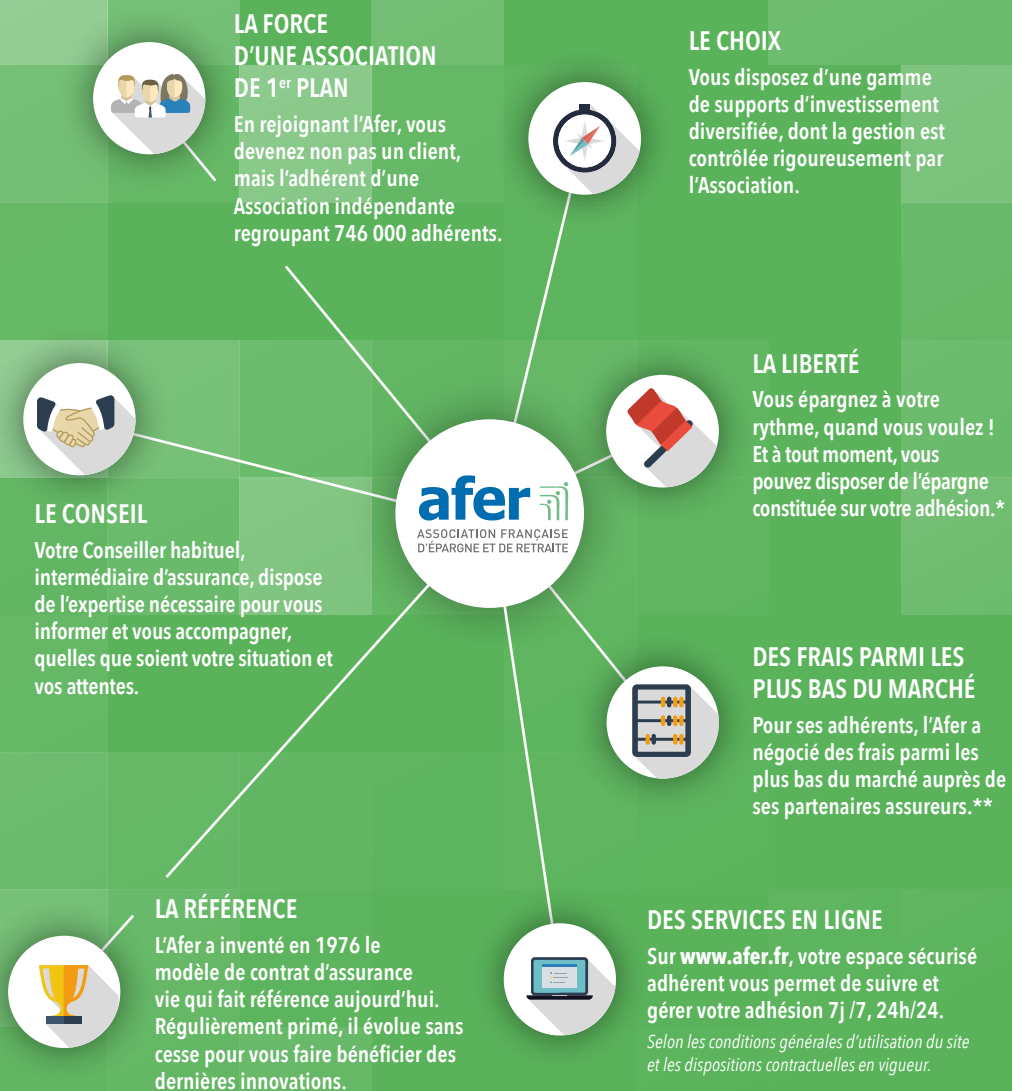 LA FORCE
D'UNE ASSOCIATION
DE 1er PLAN
En rejoignant l'Afer, vous
devenez non pas un client,
mais l'adhérent d'une
Association indépendante
regroupant 746 000 adhérents.
LE CHOIX
Vous disposez d'une gamme
de supports d'investissement
diversifiée, dont la gestion est
contrôlée rigoureusement par
l'Association.
LA LIBERTÉ
Vous épargnez à votre
rythme, quand vous voulez !
Et à tout moment, vous
pouvez disposer de l'épargne
constituée sur votre adhésion.*
afer
ASSOCIATION FRANÇAISE
D'ÉPARGNE ET DE RETRAITE
LE CONSEIL
Votre Conseiller habituel,
intermédiaire d'assurance, dispose
de l'expertise nécessaire pour vous
informer et vous accompagner,
quelles que soient votre situation et
vos attentes.
DES FRAIS PARMI LES
PLUS BAS DU MARCHÉ
Pour ses adhérents, l'Afer a
négocié des frais parmi les
plus bas du marché auprès de
ses partenaires assureurs.**
LA RÉFÉRENCE
L'Afer a inventé en 1976 le
modèle de contrat d'assurance
vie qui fait référence aujourd'hui.
Régulièrement primé, il évolue sans
cesse pour vous faire bénéficier des
dernières innovations.
DES SERVICES EN LIGNE
Sur www.afer.fr, votre espace sécurisé
adhérent vous permet de suivre et
gérer votre adhésion 7j /7, 24h/24.
Selon les conditions générales d'utilisation du site
et les dispositions contractuelles en vigueur.